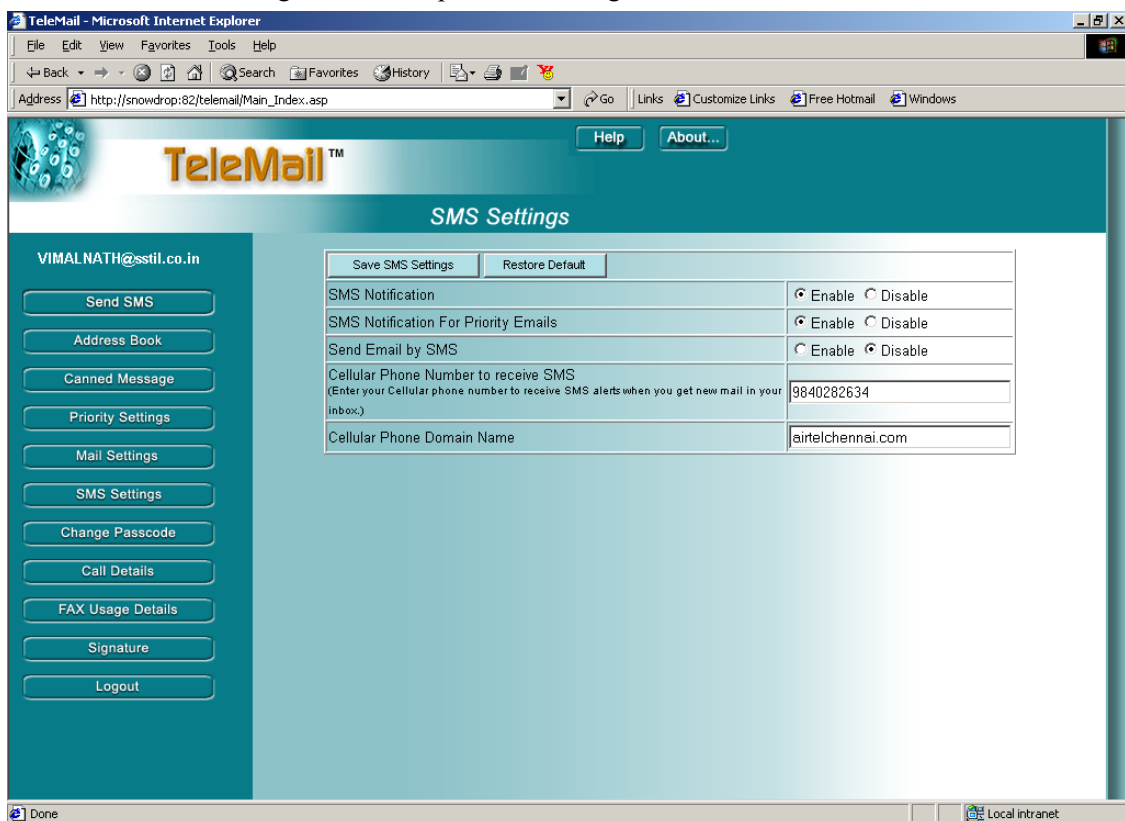 TeleMail - Microsoft Internet Explorer
File Edit View Favorites Tools Help
Back Search Favorites History
Address http://snowdrop:82/telemail/Main_Index.asp Go Links Customize Links Free Hotmail Windows
Help About...
TeleMail™
SMS Settings
VIMALNATH@sstil.co.in
Send SMS
Address Book
Canned Message
Priority Settings
Mail Settings
SMS Settings
Change Passcode
Call Details
FAX Usage Details
Signature
Logout
Save SMS Settings Restore Default
SMS Notification Enable Disable
SMS Notification For Priority Emails Enable Disable
Send Email by SMS Enable Disable
Cellular Phone Number to receive SMS
(Enter your Cellular phone number to receive SMS alerts when you get new mail in your
inbox.)
9840282634
Cellular Phone Domain Name airtelchennai.com
Done Local intranet